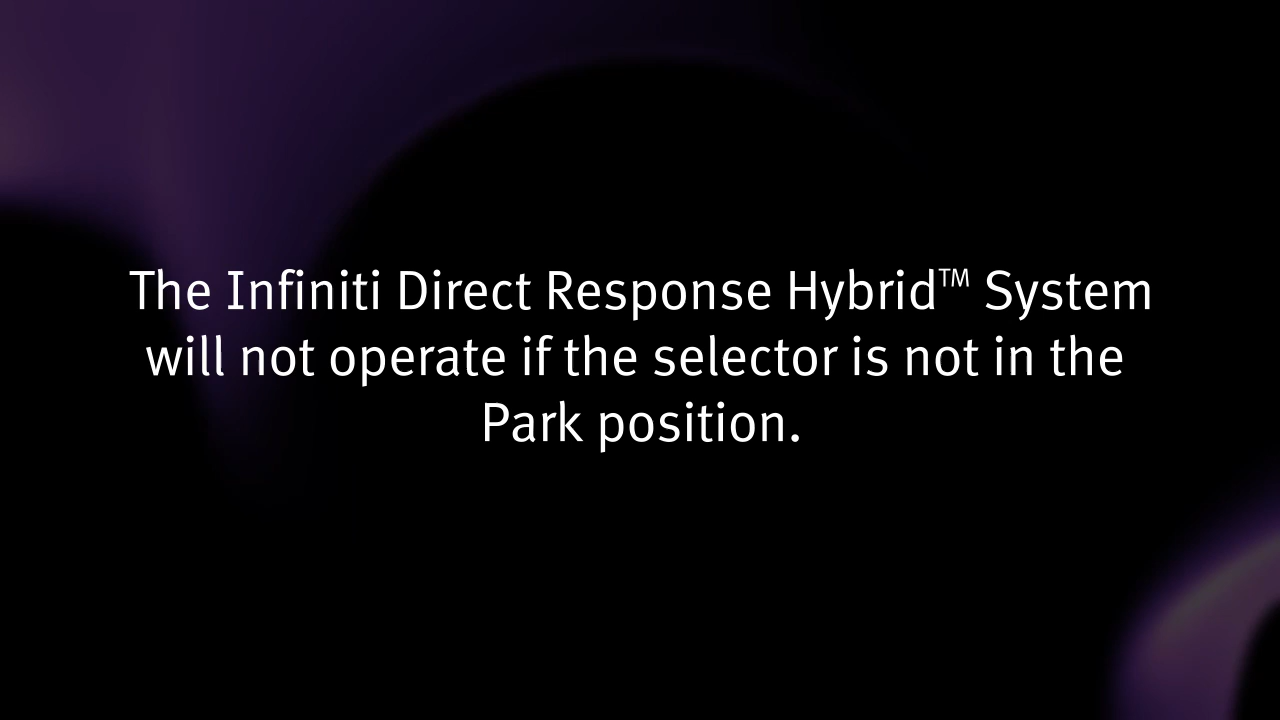 The Infiniti Direct Response Hybrid™ System
will not operate if the selector is not in the
Park position.